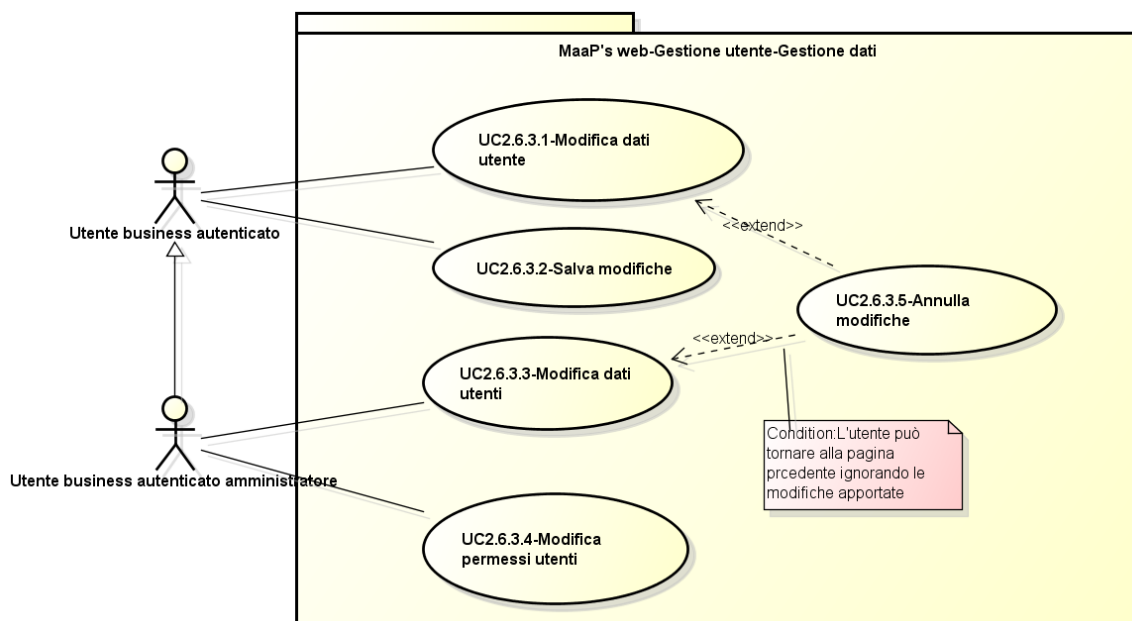 MaaP's web-Gestione utente-Gestione dati
UC2.6.3.1-Modifica dati
utente
Utente business autenticato
<<extend>>
UC2.6.3.2-Salva modifiche
UC2.6.3.5-Annulla
modifiche
<<extend>>
UC2.6.3.3-Modifica dati
utenti
Condition:L'utente può
tornare alla pagina
prcedente ignorando le
modifiche apportate
Utente business autenticato amministratore
UC2.6.3.4-Modifica
permessi utenti